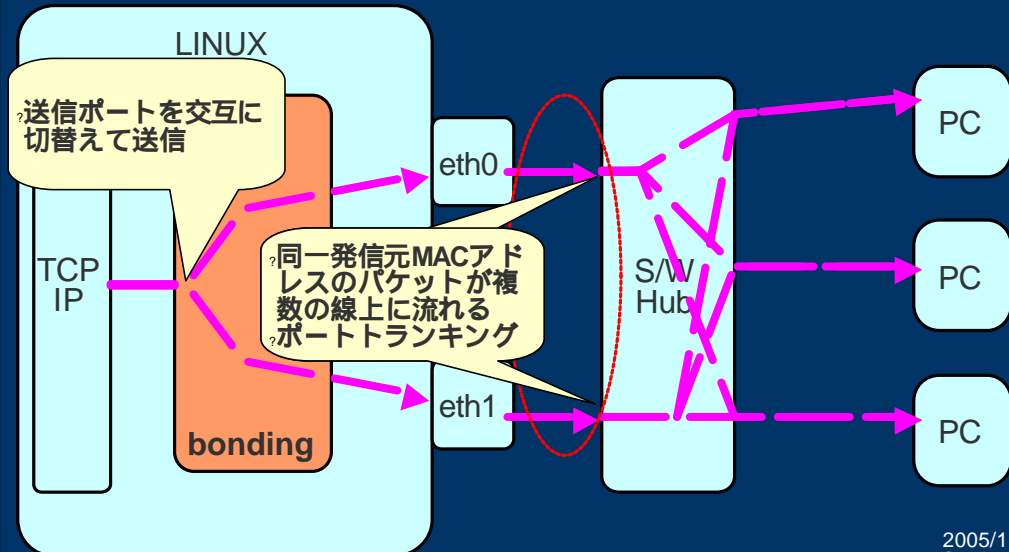 LINUX
?送信ポートを交互に
切替えて送信
TCP
IP
bonding
eth0
eth1
?同一発信元MACアド
レスのパケットが複
数の線上に流れる
?ポートトランキング
S/W
Hub
PC
PC
PC
2005/1